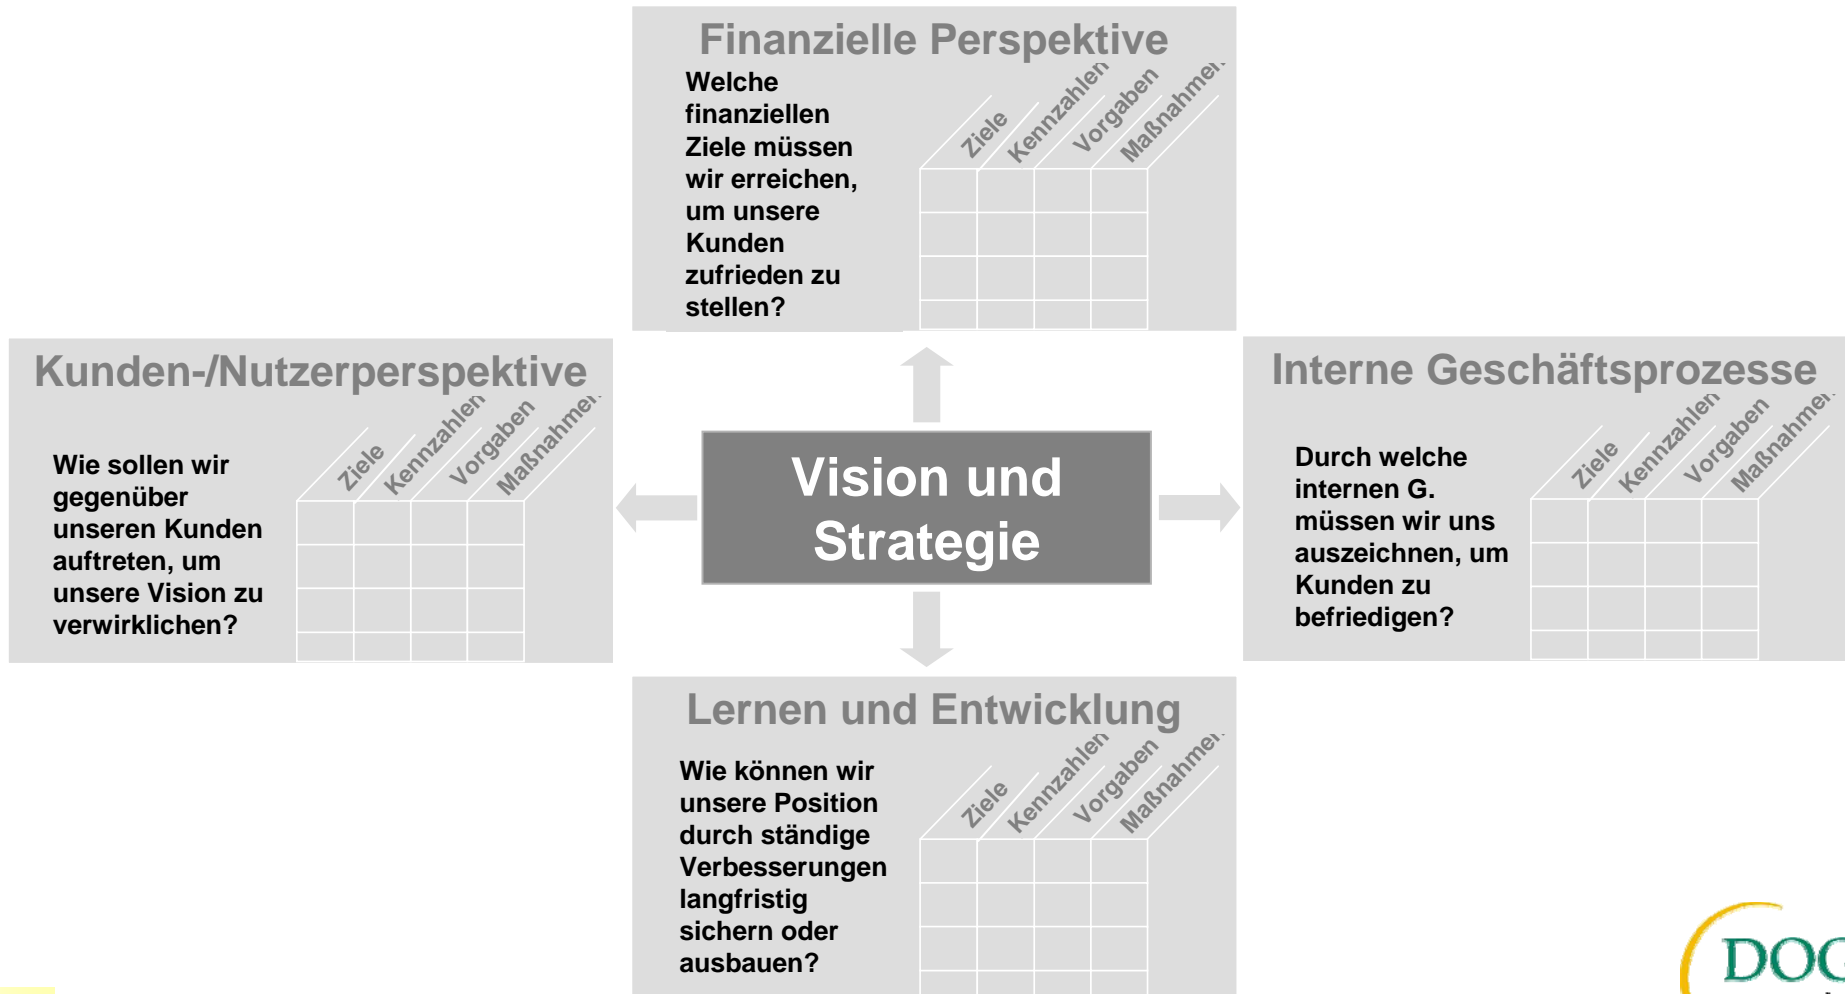 Finanzielle Perspektive
Welche
finanziellen
Ziele müssen
wir erreichen,
um unsere
Kunden
zufrieden zu
stellen?
Ziele
Kennzahlen
Vorgaben
Maßnahmen
Kunden-/Nutzerperspektive
Wie sollen wir
gegenüber
unseren Kunden
auftreten, um
unsere Vision zu
verwirklichen?
Ziele
Kennzahlen
Vorgaben
Maßnahmen
Vision und
Strategie
Interne Geschäftsprozesse
Durch welche
internen G.
müssen wir uns
auszeichnen, um
Kunden zu
befriedigen?
Ziele
Kennzahlen
Vorgaben
Maßnahmen
Lernen und Entwicklung
Wie können wir
unsere Position
durch ständige
Verbesserungen
langfristig
sichern oder
ausbauen?
Ziele
Kennzahlen
Vorgaben
Maßnahmen